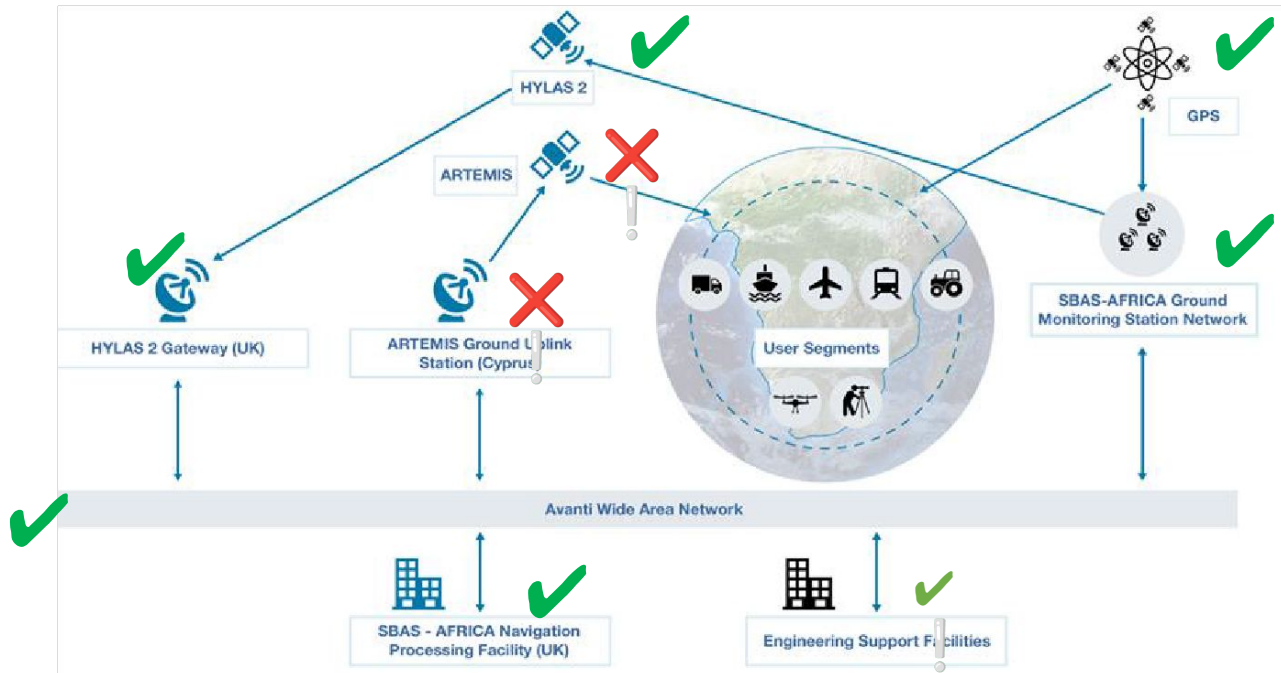 HYLAS 2
GPS
ARTEMIS
SBAS-AFRICA Ground
Monitoring Station Network
HYLAS 2 Gateway (UK)
ARTEMIS Ground Uplink
Station (Cyprus)
User Segments
Avanti Wide Area Network
SBAS - AFRICA Navigation
Processing Facility (UK)
Engineering Support Facilities